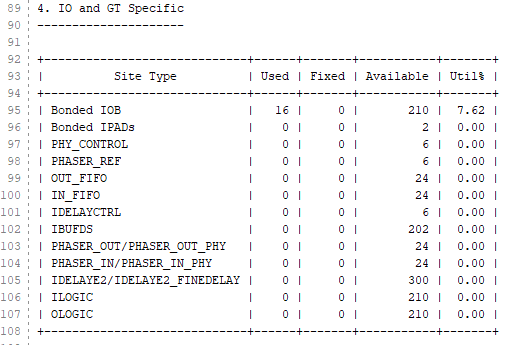 89 4. IO and GT Specific
90 --------------------
91
92 +-----------------------------+------+-------+-----------+-------+
93 |          Site Type          | Used | Fixed | Available | Util% |
94 +-----------------------------+------+-------+-----------+-------+
95 | Bonded IOB                  |   16 |     0 |       210 |  7.62 |
96 | Bonded IPADs                |    0 |     0 |         2 |  0.00 |
97 | PHY_CONTROL                 |    0 |     0 |         6 |  0.00 |
98 | PHASER_REF                  |    0 |     0 |         6 |  0.00 |
99 | OUT_FIFO                    |    0 |     0 |        24 |  0.00 |
100 | IN_FIFO                     |    0 |     0 |        24 |  0.00 |
101 | IDELAYCTRL                  |    0 |     0 |         6 |  0.00 |
102 | IBUFDS                      |    0 |     0 |       202 |  0.00 |
103 | PHASER_OUT/PHASER_OUT_PHY   |    0 |     0 |        24 |  0.00 |
104 | PHASER_IN/PHASER_IN_PHY     |    0 |     0 |        24 |  0.00 |
105 | IDELAYE2/IDELAYE2_FINEDELAY |    0 |     0 |       300 |  0.00 |
106 | ILOGIC                      |    0 |     0 |       210 |  0.00 |
107 | OLOGIC                      |    0 |     0 |       210 |  0.00 |
108 +-----------------------------+------+-------+-----------+-------+